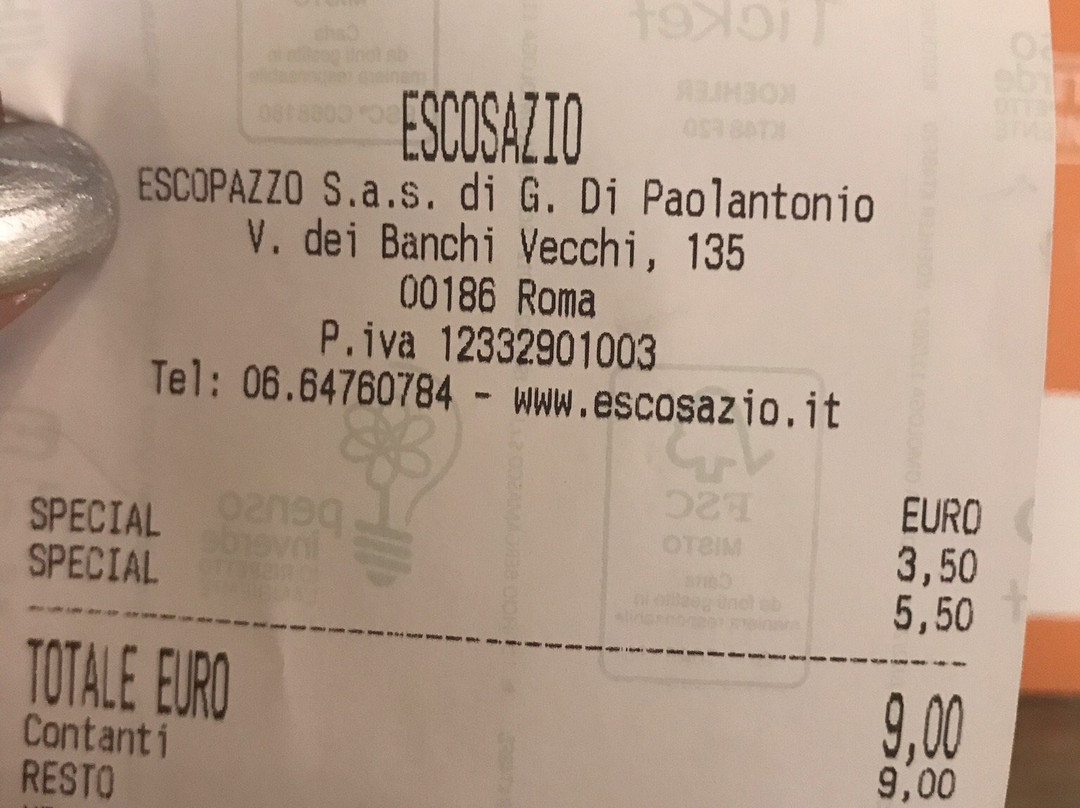 ESCOSAZIO
ESCOPAZZO S.a.s. di G. Di Paolantonio
V. dei Banchi Vecchi, 135
00186 Roma
P.iva 12332901003
Tel: 06.64760784 - www.escosazio.it
EURO
SPECIAL 3,50
SPECIAL 5,50
TOTALE EURO 9,00
Contanti 9,00
RESTO